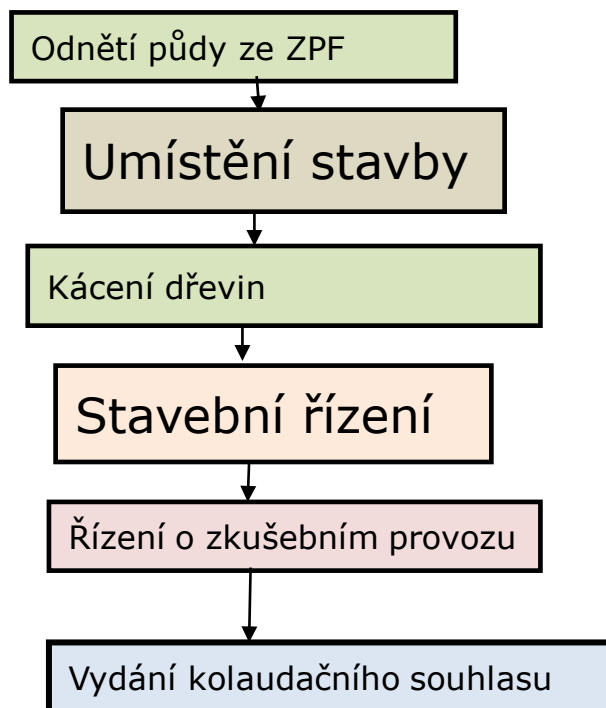 Odnětí půdy ze ZPF
Umístění stavby
Kácení dřevin
Stavební řízení
Řízení o zkušebním provozu
Vydání kolaudačního souhlasu